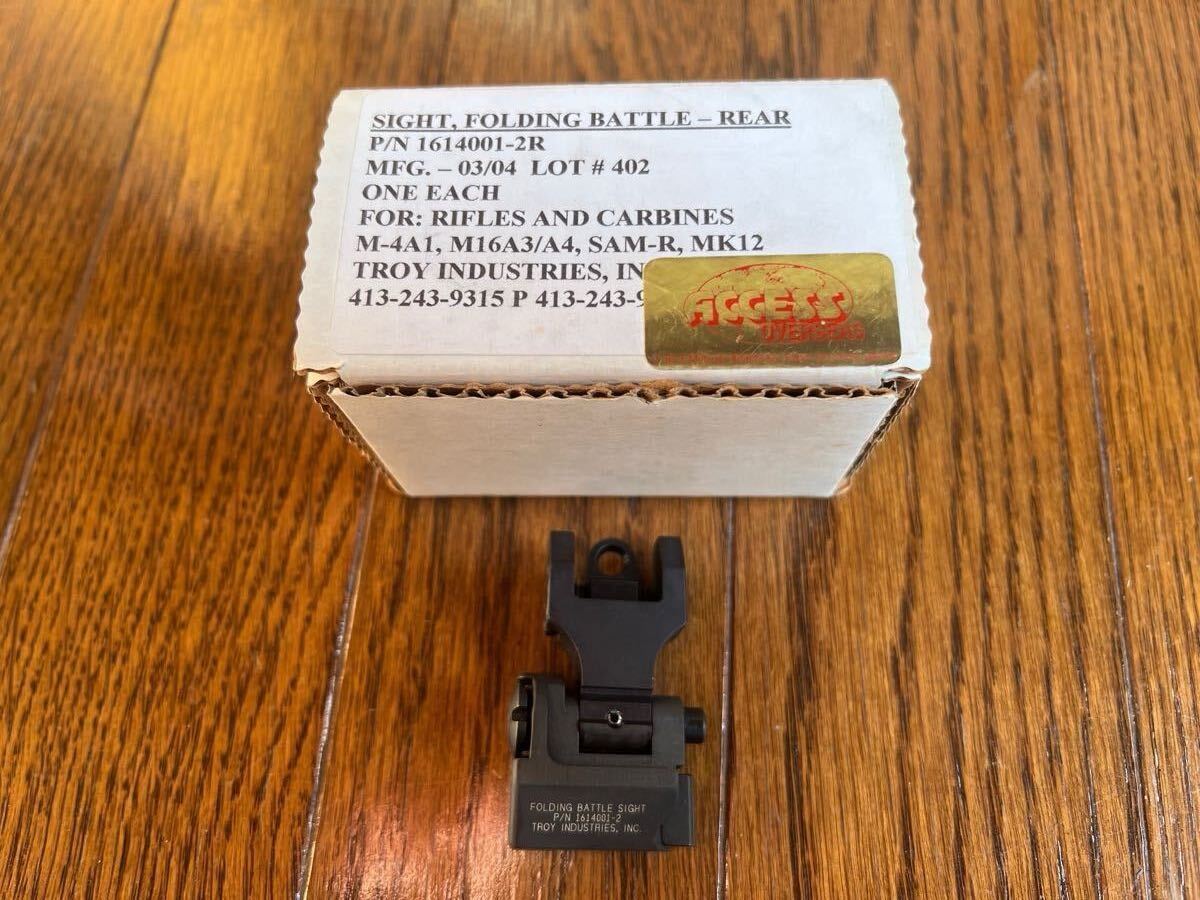 SIGHT, FOLDING BATTLE – REAR
P/N 1614001-2R
MFG. – 03/04 LOT # 402
ONE EACH
FOR: RIFLES AND CARBINES
M-4A1, M16A3/A4, SAM-R, MK12
TROY INDUSTRIES, IN
413-243-9315 P 413-243-9
ACCESS
OVERSEAS
FOLDING BATTLE SIGHT
P/N 1614001-2
TROY INDUSTRIES, INC.